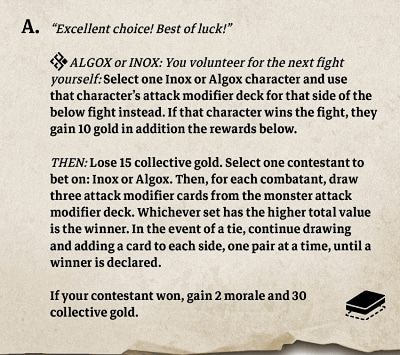 A. “Excellent choice! Best of luck!”
ALGOX or INOX: You volunteer for the next fight
yourself: Select one Inox or Algox character and use
that character’s attack modifier deck for that side of the
below fight instead. If that character wins the fight, they
gain 10 gold in addition the rewards below.
THEN: Lose 15 collective gold. Select one contestant to
bet on: Inox or Algox. Then, for each combatant, draw
three attack modifier cards from the monster attack
modifier deck. Whichever set has the higher total value
is the winner. In the event of a tie, continue drawing
and adding a card to each side, one pair at a time, until a
winner is declared.
If your contestant won, gain 2 morale and 30
collective gold.